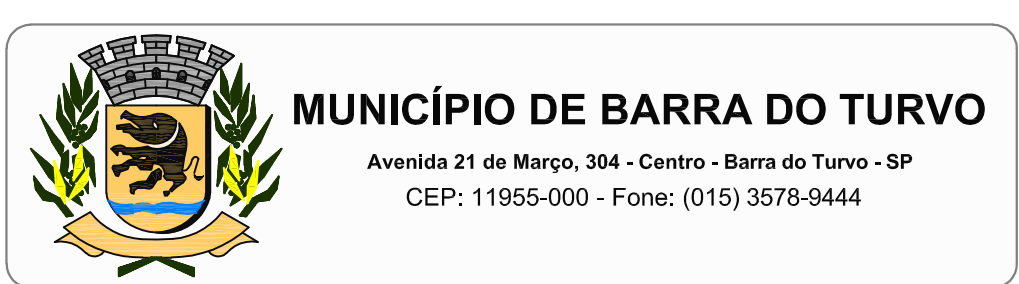 MUNICÍPIO DE BARRA DO TURVO
Avenida 21 de Março, 304 - Centro - Barra do Turvo - SP
CEP: 11955-000 - Fone: (015) 3578-9444